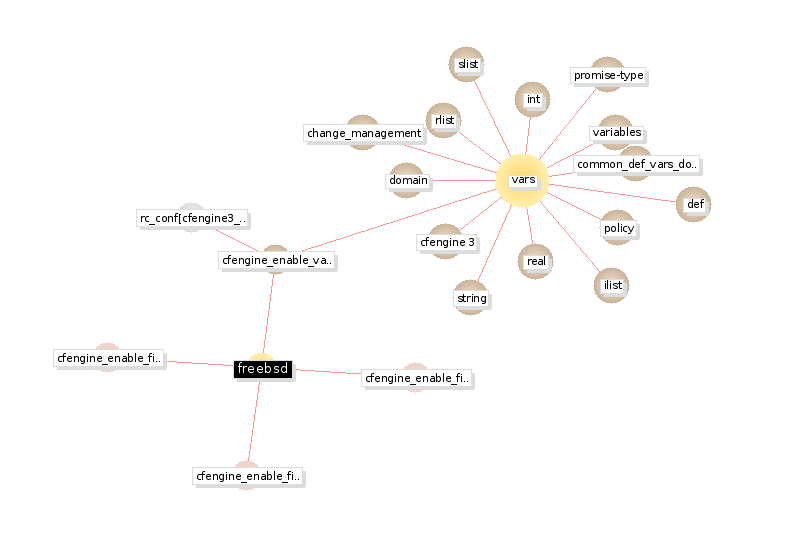 slist
promise-type
int
rlist
change_management
variables
common_def_vars_do..
domain
vars
def
rc_conf[cfengine3_..
policy
cfengine 3
cfengine_enable_va..
real
ilist
string
cfengine_enable_fi..
freebsd
cfengine_enable_fi..
cfengine_enable_fi..